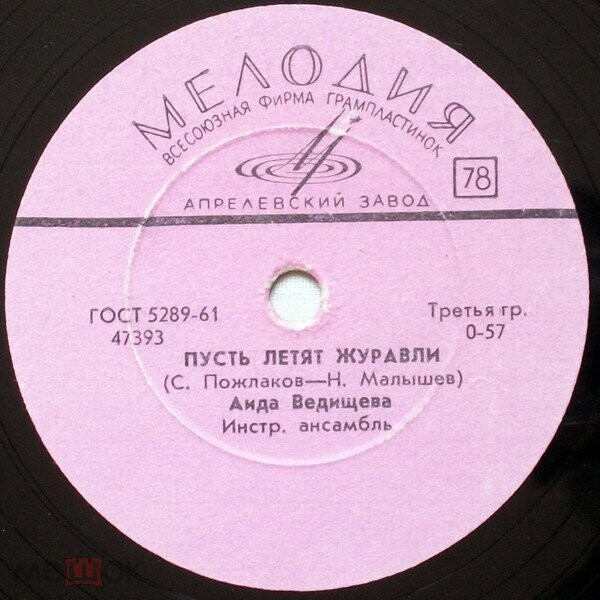 МЕЛОДИЯ
ВСЕСОЮЗНАЯ ФИРМА ГРАМПЛАСТИНОК
78
АПРЕЛЕВСКИЙ ЗАВОД
ГОСТ 5289-61
Третья гр.
47393
0-57
ПУСТЬ ЛЕТЯТ ЖУРАВЛИ
(С. Пожлаков—Н. Малышев)
Аида Ведищева
Инстр. ансамбль
МЕШОК